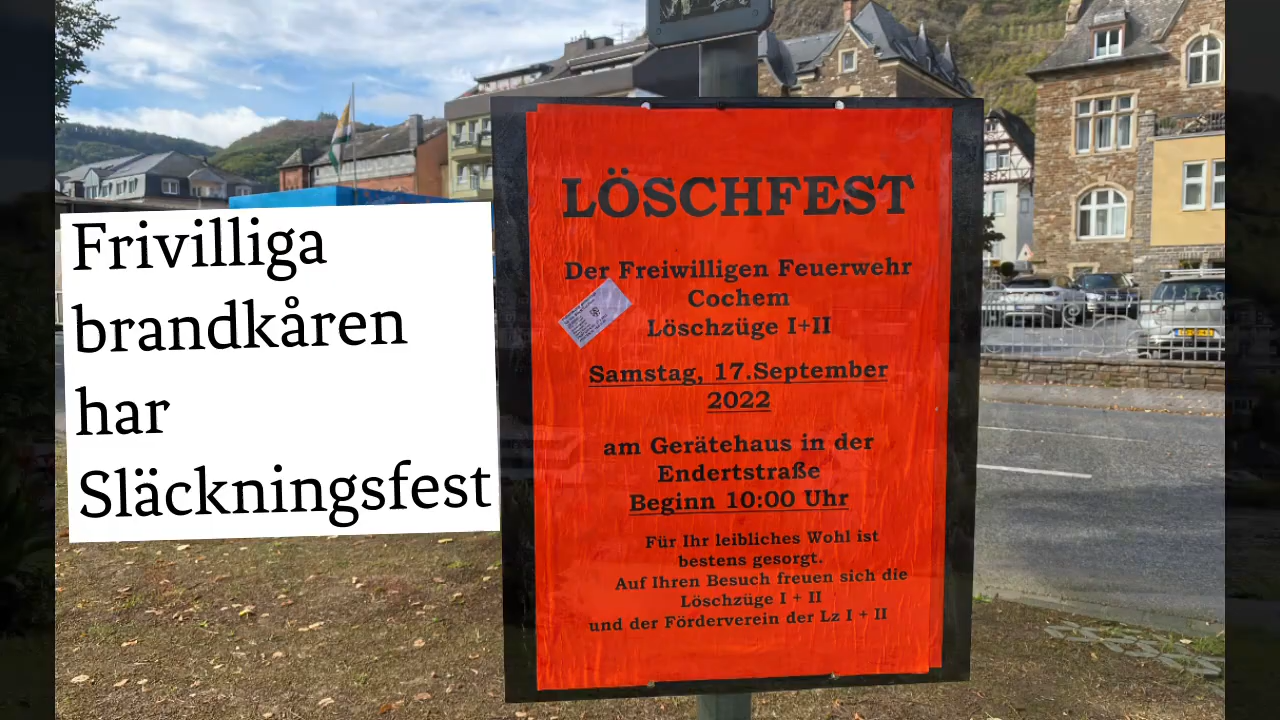 Frivilliga
brandkåren
har
Släckningsfest
LÖSCHFEST
Der Freiwilligen Feuerwehr
Cochem
Löschzüge I+II
Samstag, 17.September
2022
am Gerätehaus in der
Endertstraße
Beginn 10:00 Uhr
Für Ihr leibliches Wohl ist
bestens gesorgt.
Auf Ihren Besuch freuen sich die
Löschzüge I + II
und der Förderverein der Lz I + II